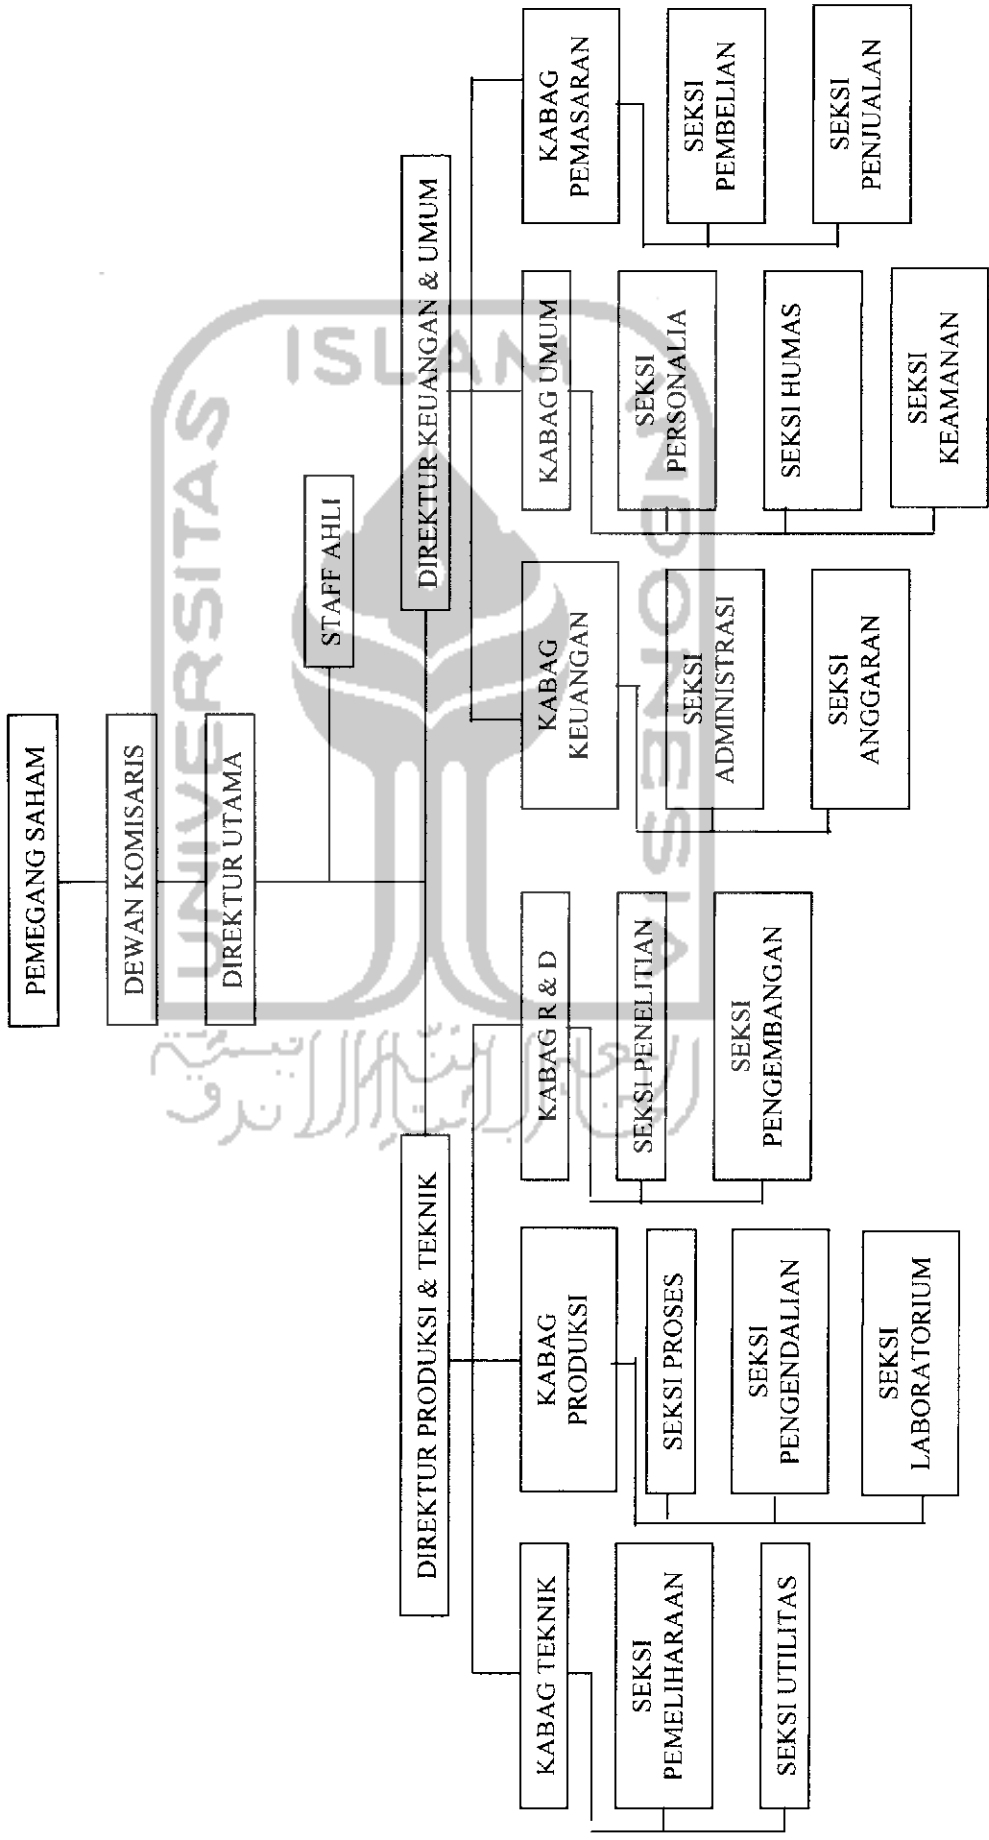 PEMEGANG SAHAM
DEWAN KOMISARIS
DIREKTUR UTAMA
STAFF AHLI
DIREKTUR PRODUKSI & TEKNIK
DIREKTUR KEUANGAN & UMUM
KABAG TEKNIK
SEKSI
PEMELIHARAAN
SEKSI UTILITAS
KABAG
PRODUKSI
SEKSI PROSES
SEKSI
PENGENDALIAN
SEKSI
LABORATORIUM
KABAG R & D
SEKSI PENELITIAN
SEKSI
PENGEMBANGAN
KABAG
KEUANGAN
SEKSI
ADMINISTRASI
SEKSI
ANGGARAN
KABAG UMUM
SEKSI
PERSONALIA
SEKSI HUMAS
SEKSI
KEAMANAN
KABAG
PEMASARAN
SEKSI
PEMBELIAN
SEKSI
PENJUALAN
UNIVERSITAS
ISLAM
INDONESIA